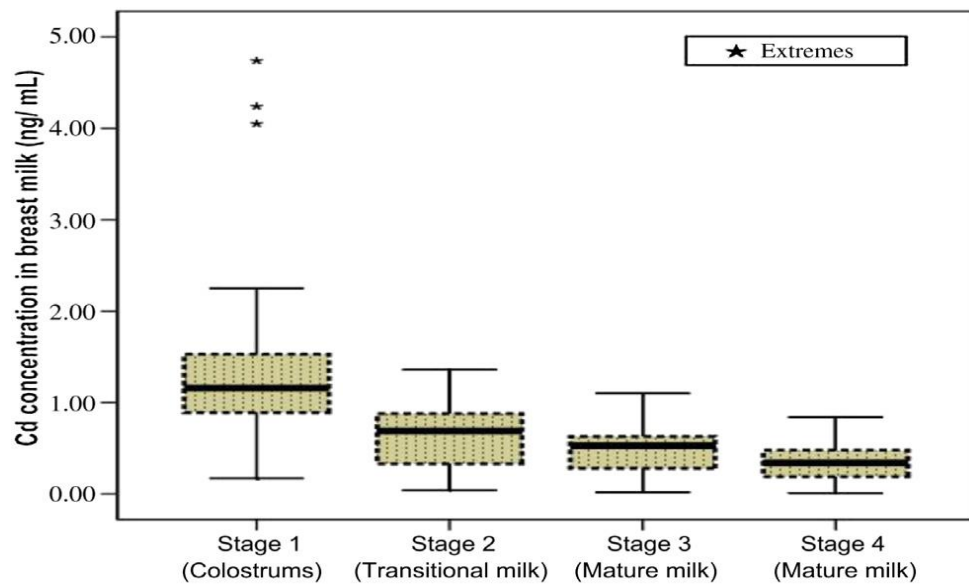 Cd concentration in breast milk (ng/ mL)
5.00
4.00
3.00
2.00
1.00
0.00
★ Extremes
Stage 1
(Colostrums)
Stage 2
(Transitional milk)
Stage 3
(Mature milk)
Stage 4
(Mature milk)